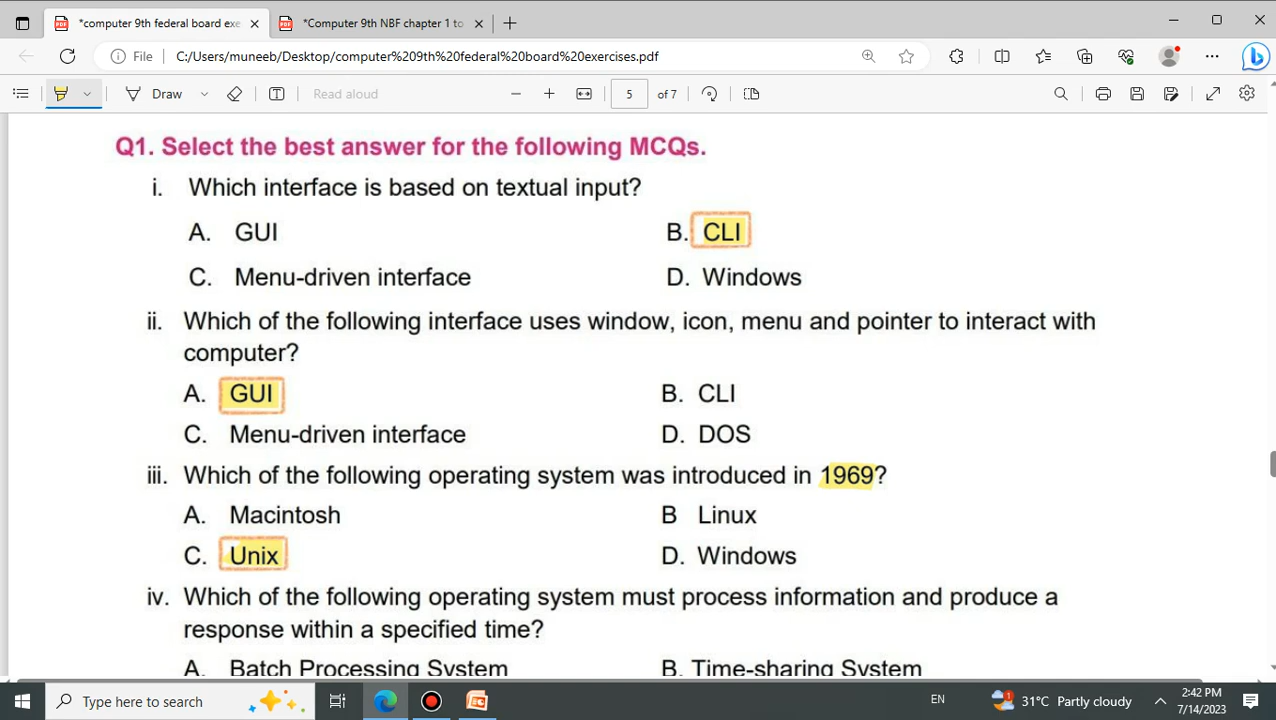 *computer 9th federal board exe
*Computer 9th NBF chapter 1 to
File C:/Users/muneeb/Desktop/computer%209th%20federal%20board%20exercises.pdf
Draw Read aloud 5 of 7
Q1. Select the best answer for the following MCQs.
i. Which interface is based on textual input?
A. GUI B. CLI
C. Menu-driven interface D. Windows
ii. Which of the following interface uses window, icon, menu and pointer to interact with
computer?
A. GUI B. CLI
C. Menu-driven interface D. DOS
iii. Which of the following operating system was introduced in 1969?
A. Macintosh B Linux
C. Unix D. Windows
iv. Which of the following operating system must process information and produce a
response within a specified time?
A. Batch Processing System B. Time-sharing System
Type here to search EN 1 31°C Partly cloudy 2:42 PM
7/14/2023